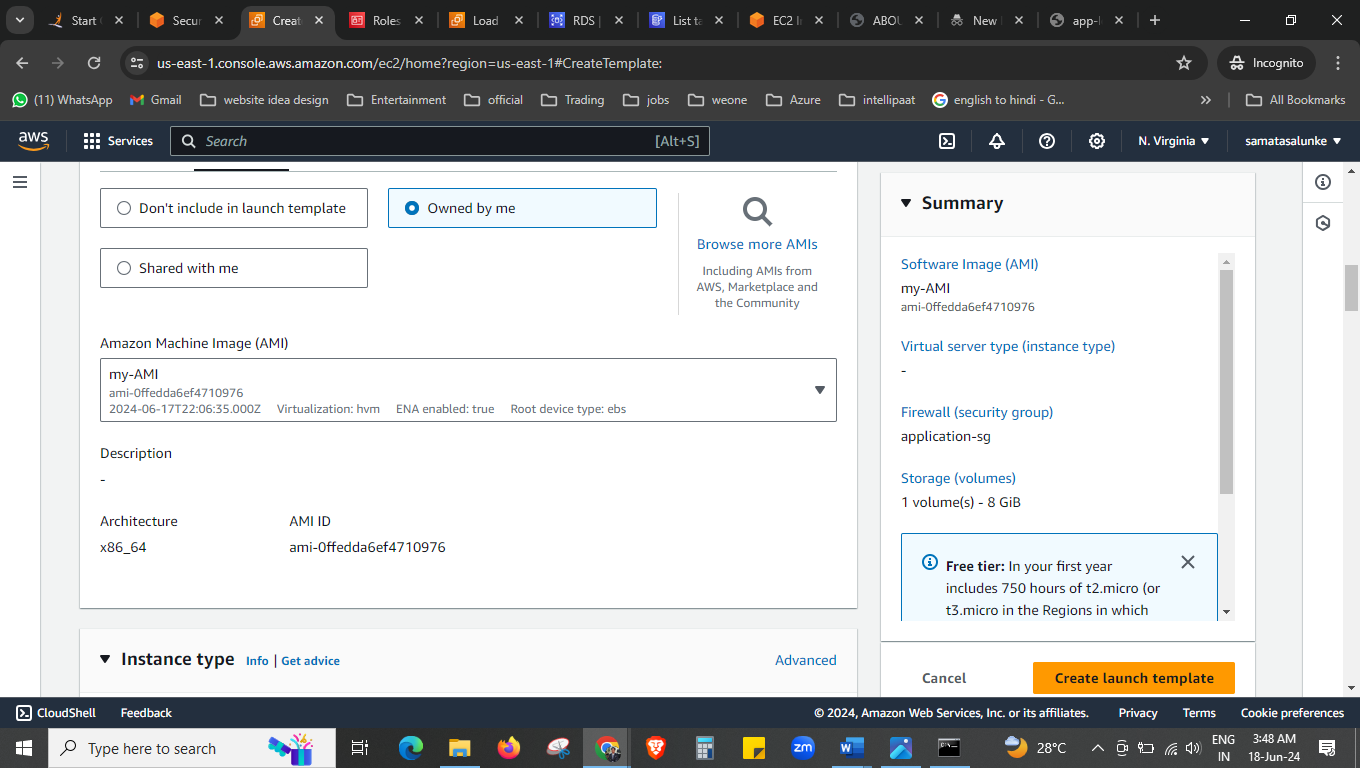 Start
Secur
Creat
Roles
Load
RDS |
List ta
EC2 In
ABOU
New
app-l
us-east-1.console.aws.amazon.com/ec2/home?region=us-east-1#CreateTemplate:
Incognito
(11) WhatsApp
Gmail
website idea design
Entertainment
official
Trading
jobs
weone
Azure
intellipaat
english to hindi - G...
All Bookmarks
aws
Services
Search
[Alt+S]
N. Virginia
samatasalunke
Don't include in launch template
Owned by me
Shared with me
Browse more AMIs
Including AMIs from
AWS, Marketplace and
the Community
Amazon Machine Image (AMI)
my-AMI
ami-0ffedda6ef4710976
2024-06-17T22:06:35.000Z Virtualization: hvm ENA enabled: true Root device type: ebs
Description
-
Architecture
x86_64
AMI ID
ami-0ffedda6ef4710976
Instance type
Info | Get advice
Advanced
Summary
Software Image (AMI)
my-AMI
ami-0ffedda6ef4710976
Virtual server type (instance type)
-
Firewall (security group)
application-sg
Storage (volumes)
1 volume(s) - 8 GiB
Free tier: In your first year
includes 750 hours of t2.micro (or
t3.micro in the Regions in which
Cancel
Create launch template
CloudShell
Feedback
© 2024, Amazon Web Services, Inc. or its affiliates.
Privacy
Terms
Cookie preferences
Type here to search
zm
28°C
ENG
IN
3:48 AM
18-Jun-24